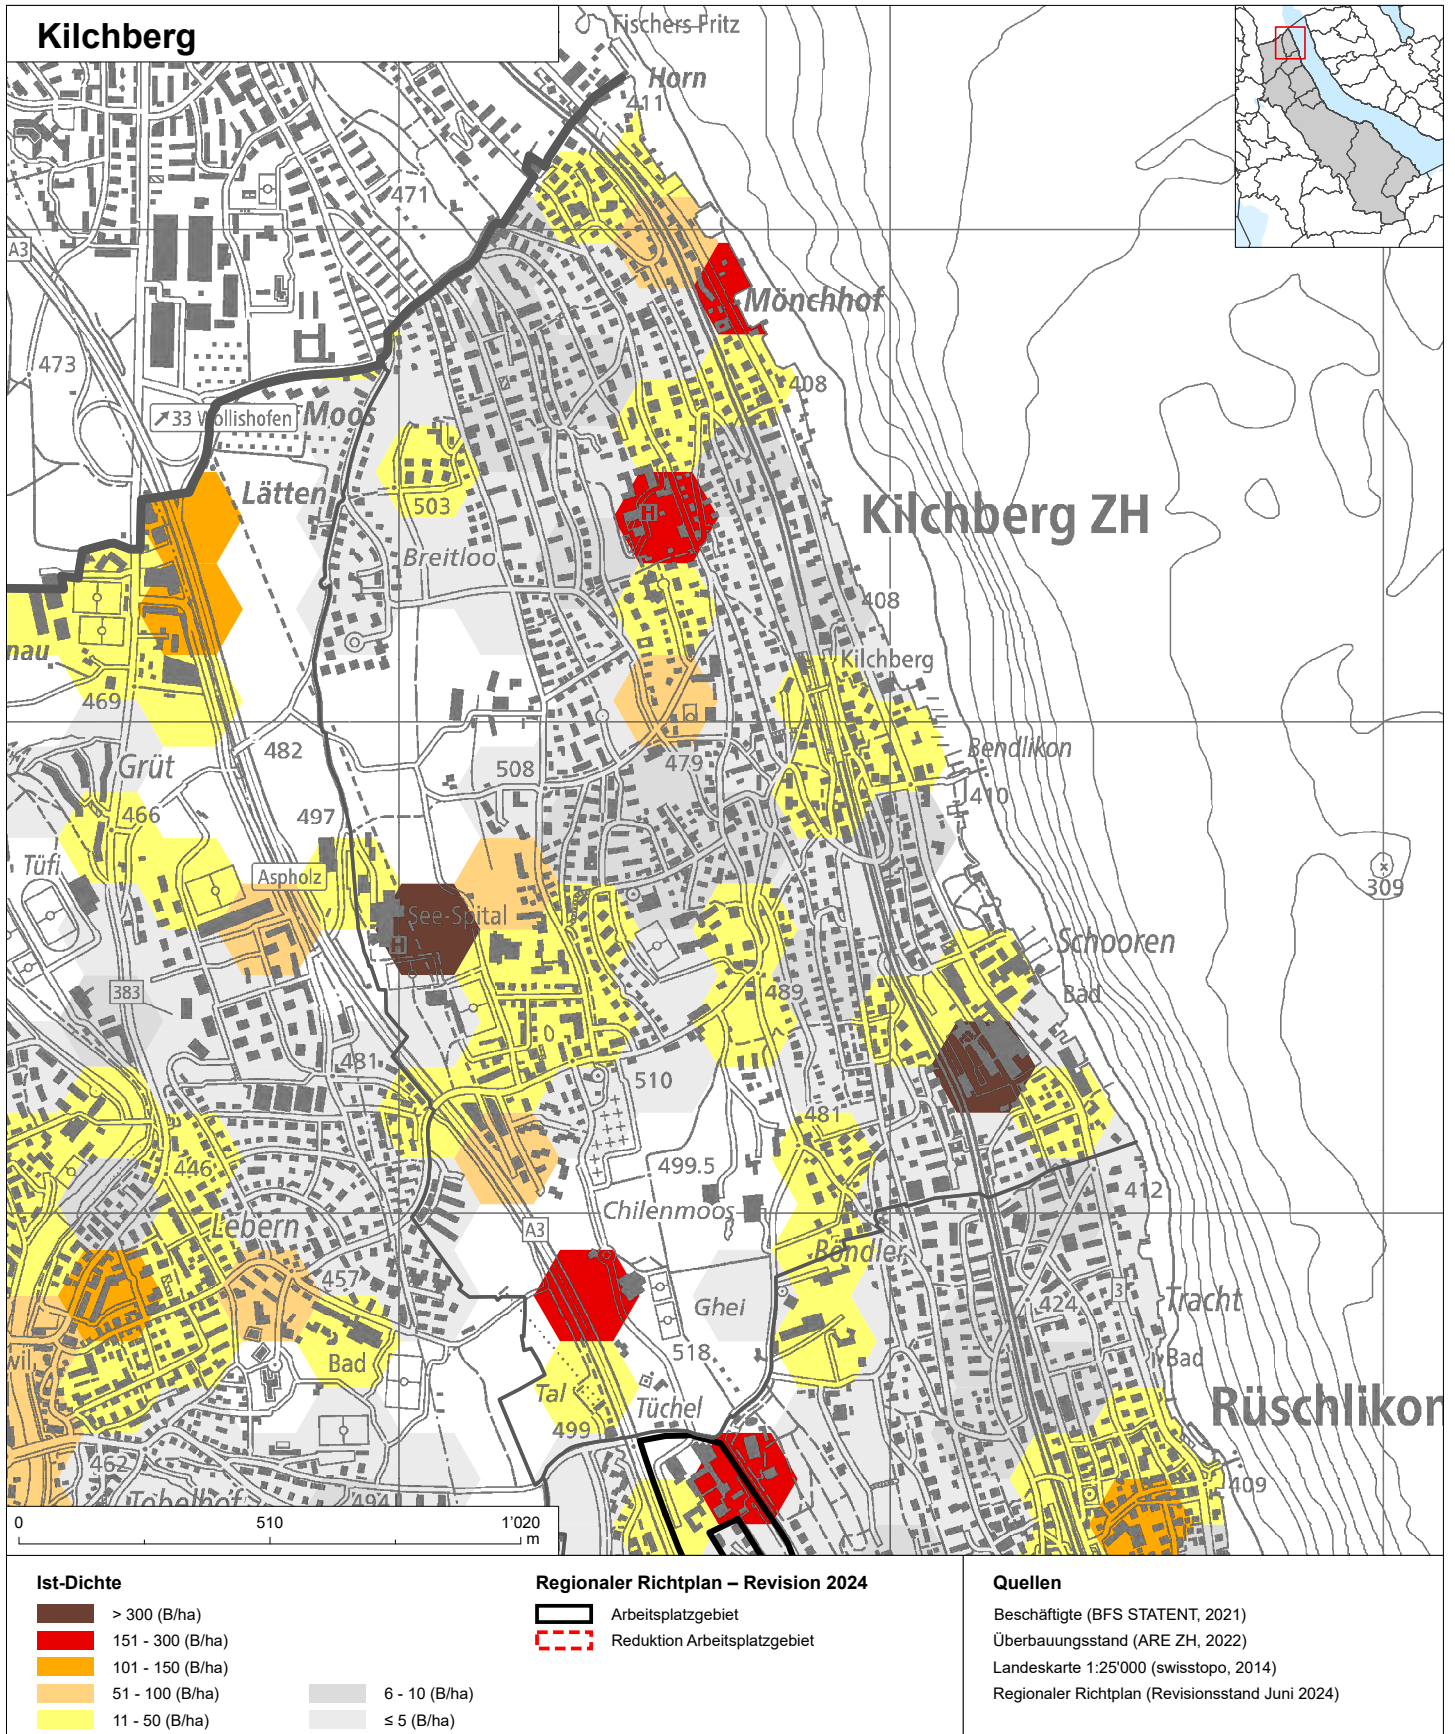 Kilchberg
Fischers Fritz
Horn
411
471
A3
Mönchhof
473
408
33 Wollishofen
Moos
Lätten
503
H
Kilchberg ZH
Breitloo
408
nau
Kilchberg
469
482
Bendlikon
Grüt
508
479
410
466
497
Tüfi
Aspholz
309
See-Spital
H
Schooren
383
489
Bad
481
510
481
446
499.5
412
Lebern
Chilenmoos
A3
Böndler
457
Ghei
424
3
Tracht
wil
Bad
518
Bad
Tal
Tüchel
Rüschlikon
499
462
409
Tobelhof
494
0
510
1'020
m
Ist-Dichte
> 300 (B/ha)
151 - 300 (B/ha)
101 - 150 (B/ha)
51 - 100 (B/ha)
11 - 50 (B/ha)
6 - 10 (B/ha)
≤ 5 (B/ha)
Regionaler Richtplan – Revision 2024
Arbeitsplatzgebiet
Reduktion Arbeitsplatzgebiet
Quellen
Beschäftigte (BFS STATENT, 2021)
Überbauungsstand (ARE ZH, 2022)
Landeskarte 1:25'000 (swisstopo, 2014)
Regionaler Richtplan (Revisionsstand Juni 2024)